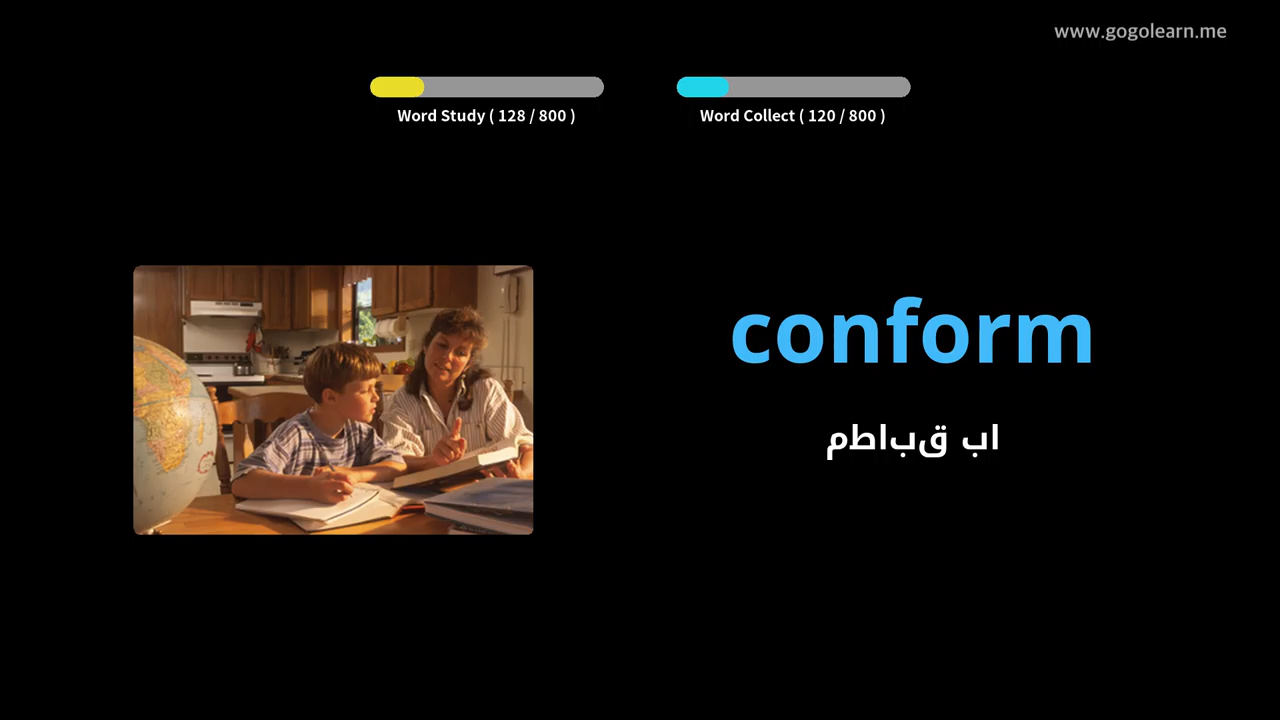 www.gogolearn.me
Word Study ( 128 / 800 )
Word Collect ( 120 / 800 )
conform
اب قباطم